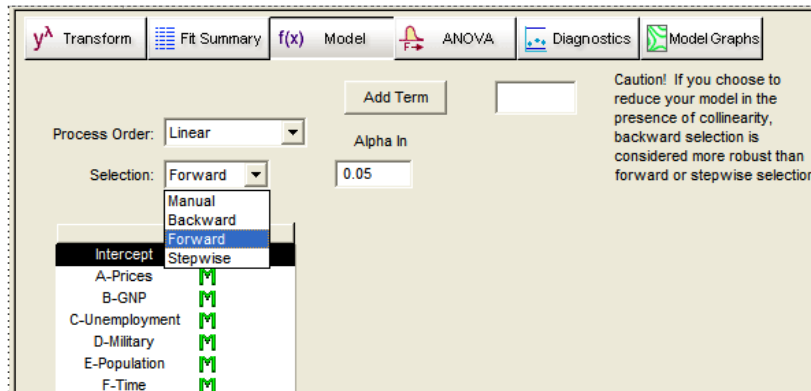 yλ Transform
Fit Summary
f(x) Model
F→ ANOVA
Diagnostics
Model Graphs
Add Term
Process Order: Linear
Alpha In
Selection: Forward
0.05
Manual
Backward
Forward
Stepwise
Caution! If you choose to
reduce your model in the
presence of collinearity,
backward selection is
considered more robust than
forward or stepwise selection
Intercept
A-Prices M
B-GNP M
C-Unemployment M
D-Military M
E-Population M
F-Time M